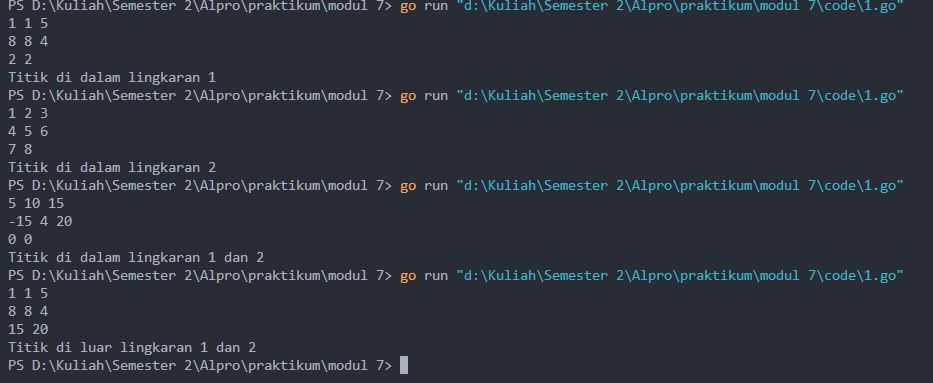 PS D:\Kuliah\Semester 2\Alpro\praktikum\modul 7> go run "d:\Kuliah\Semester 2\Alpro\praktikum\modul 7\code\1.go"
1 1 5
8 8 4
2 2
Titik di dalam lingkaran 1
PS D:\Kuliah\Semester 2\Alpro\praktikum\modul 7> go run "d:\Kuliah\Semester 2\Alpro\praktikum\modul 7\code\1.go"
1 2 3
4 5 6
7 8
Titik di dalam lingkaran 2
PS D:\Kuliah\Semester 2\Alpro\praktikum\modul 7> go run "d:\Kuliah\Semester 2\Alpro\praktikum\modul 7\code\1.go"
5 10 15
-15 4 20
0 0
Titik di dalam lingkaran 1 dan 2
PS D:\Kuliah\Semester 2\Alpro\praktikum\modul 7> go run "d:\Kuliah\Semester 2\Alpro\praktikum\modul 7\code\1.go"
1 1 5
8 8 4
15 20
Titik di luar lingkaran 1 dan 2
PS D:\Kuliah\Semester 2\Alpro\praktikum\modul 7>